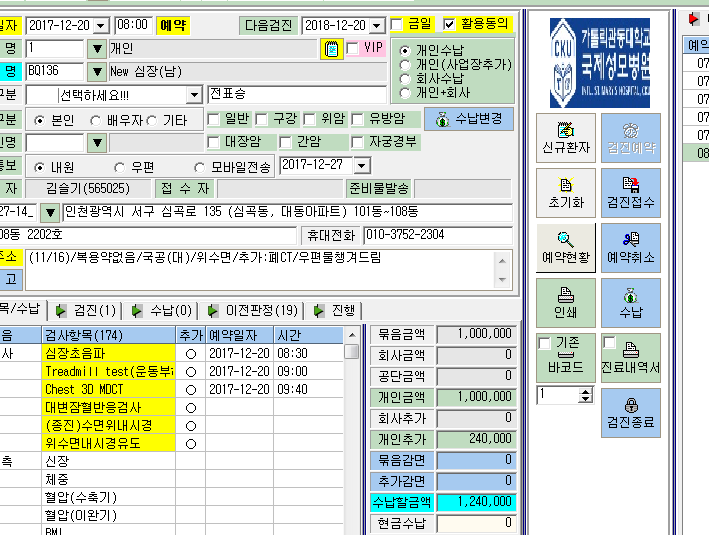 일자 2017-12-20 08:00 예약 다음검진 2018-12-20 금일 활용동의
명 1 개인 VIP
명 BQ136 New 심장(남)
구분 선택하세요!!! 전표승
개인수납
개인(사업장추가)
회사수납
개인+회사
구분 본인 배우자 기타 일반 구강 위암 유방암 수납변경
인명 대장암 간암 자궁경부
통보 내원 우편 모바일전송 2017-12-27
자 김슬기(565025) 접 수 자 준비물발송
27-14_ 인천광역시 서구 심곡로 135 (심곡동, 대동아파트) 101동~108동
08동 2202호 휴대전화 010-3752-2304
주소 (11/16)/복용약없음/국공(대)/위수면/추가:폐CT/우편물챙겨드림
고
목/수납 검진(1) 수납(0) 이전판정(19) 진행
음 검사항목(174) 추가 예약일자 시간
사 심장초음파 2017-12-20 08:30
Treadmill test(운동부하 2017-12-20 09:00
Chest 3D MDCT 2017-12-20 09:40
대변잠혈반응검사
(종진)수면위내시경
위수면내시경유도
측 신장
체중
혈압(수축기)
혈압(이완기)
BMI
묶음금액 1,000,000
회사금액 0
공단금액 0
개인금액 1,000,000
회사추가 0
개인추가 240,000
묶음감면 0
추가감면 0
수납할금액 1,240,000
현금수납 0
CKU
가톨릭관동대학교
국제성모병원
INTL. ST. MARY'S HOSPITAL, CKU
신규환자 검진예약
초기화 검진접수
예약현황 예약취소
인쇄 수납
기존
바코드 진료내역서
1
검진종료
예약
07
07
07
07
08